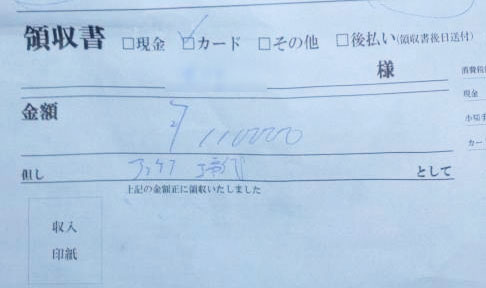 領収書 □現金 ☑カード □その他 □後払い(領収書後日送付)
様
金額 110000
但し として
上記の金額正に領収いたしました
収入
印紙
消費税
現金
小切手
カー